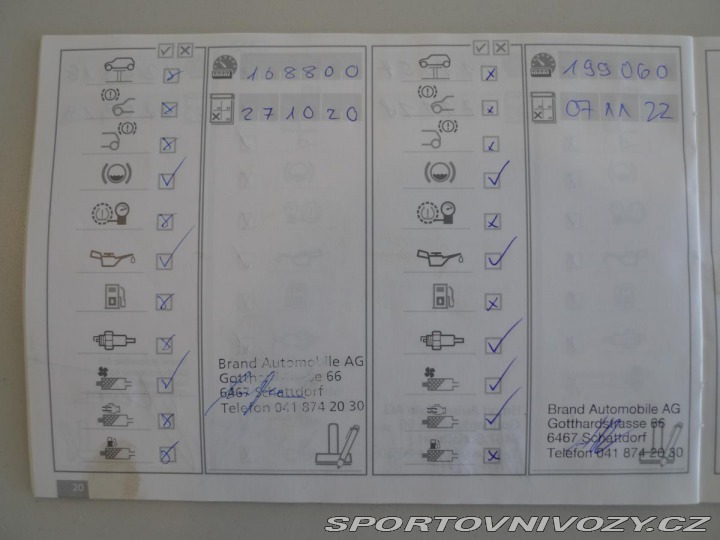 168800
271020
Brand Automobile AG
Gotthardstrasse 66
6467 Schattdorf
Telefon 041 874 20 30
199060
07 11 22
Brand Automobile AG
Gotthardstrasse 66
6467 Schattdorf
Telefon 041 874 20 30
20
SPORTOVNIVOZY.CZ